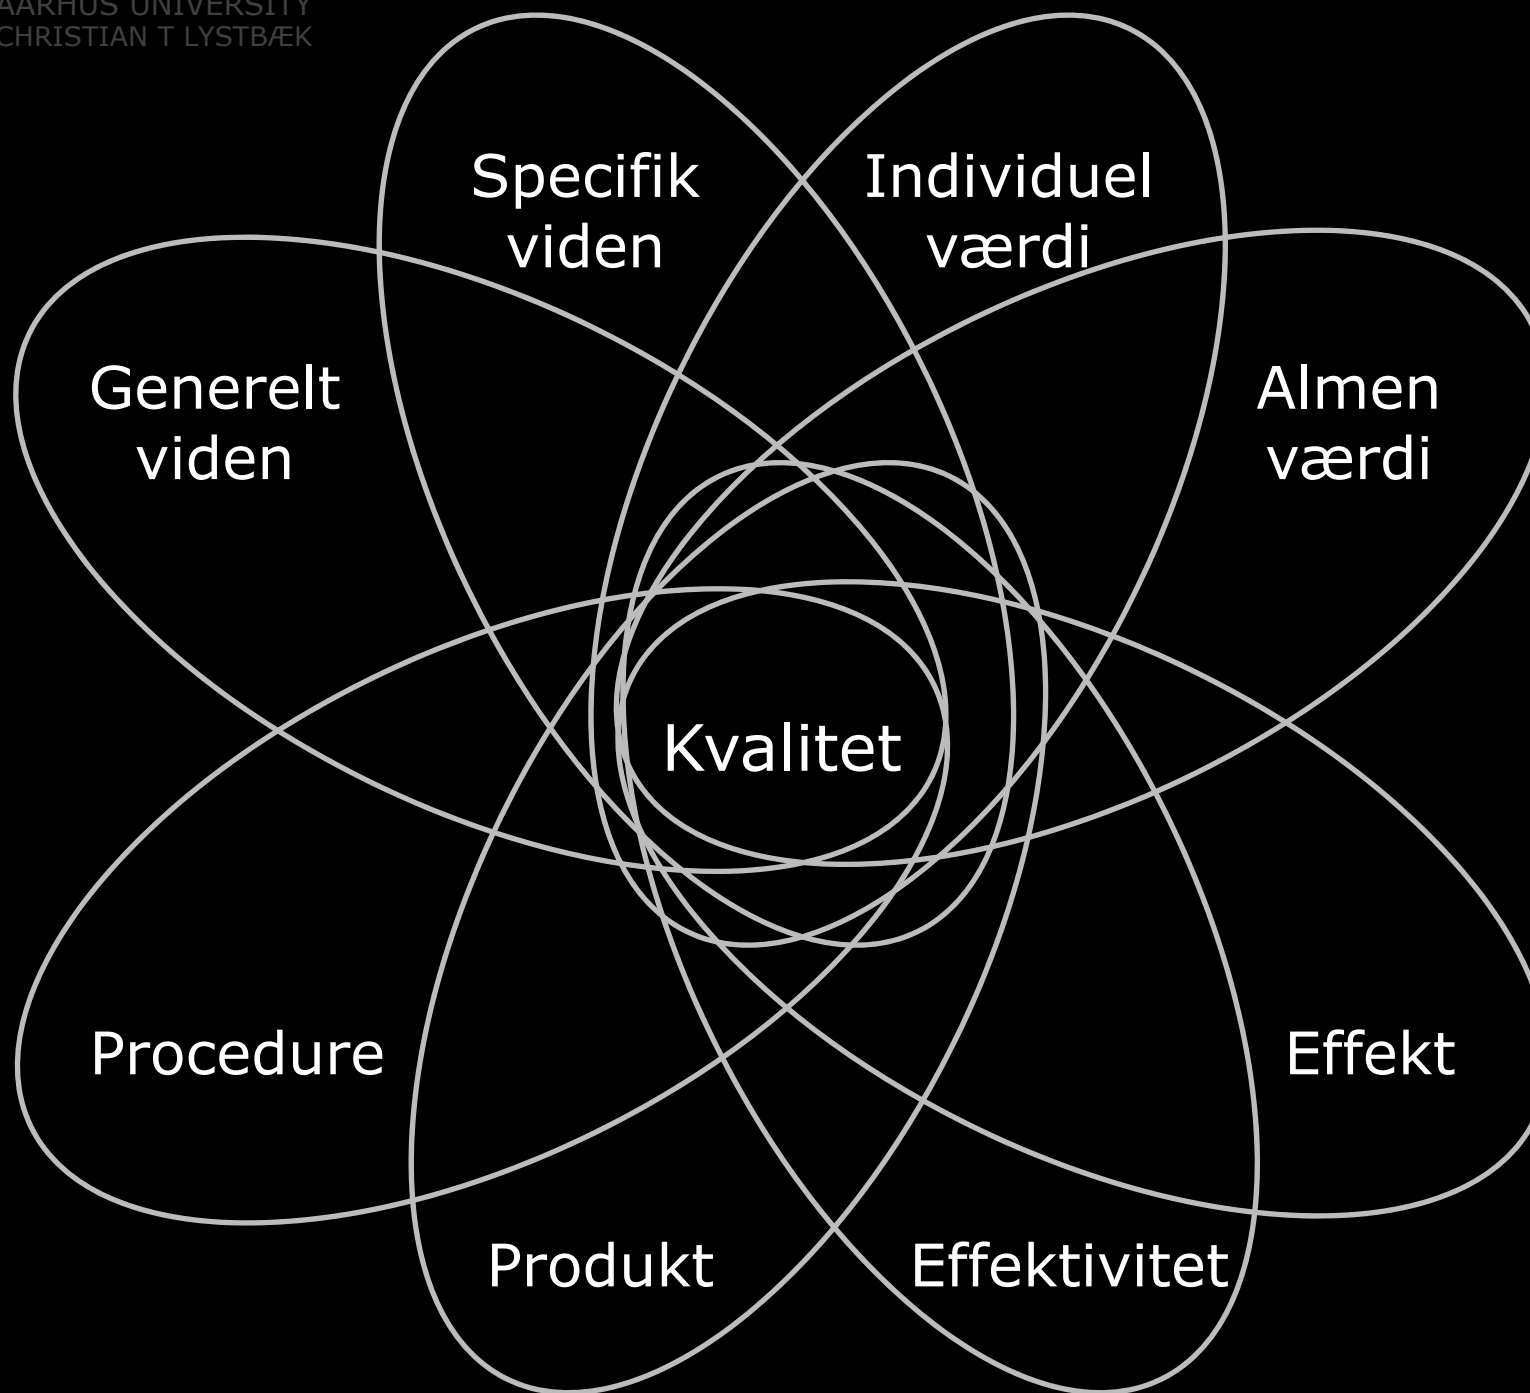 AARHUS UNIVERSITY
CHRISTIAN T LYSTBÆK
Specifik
viden
Individuel
værdi
Generelt
viden
Almen
værdi
Kvalitet
Procedure
Effekt
Produkt
Effektivitet